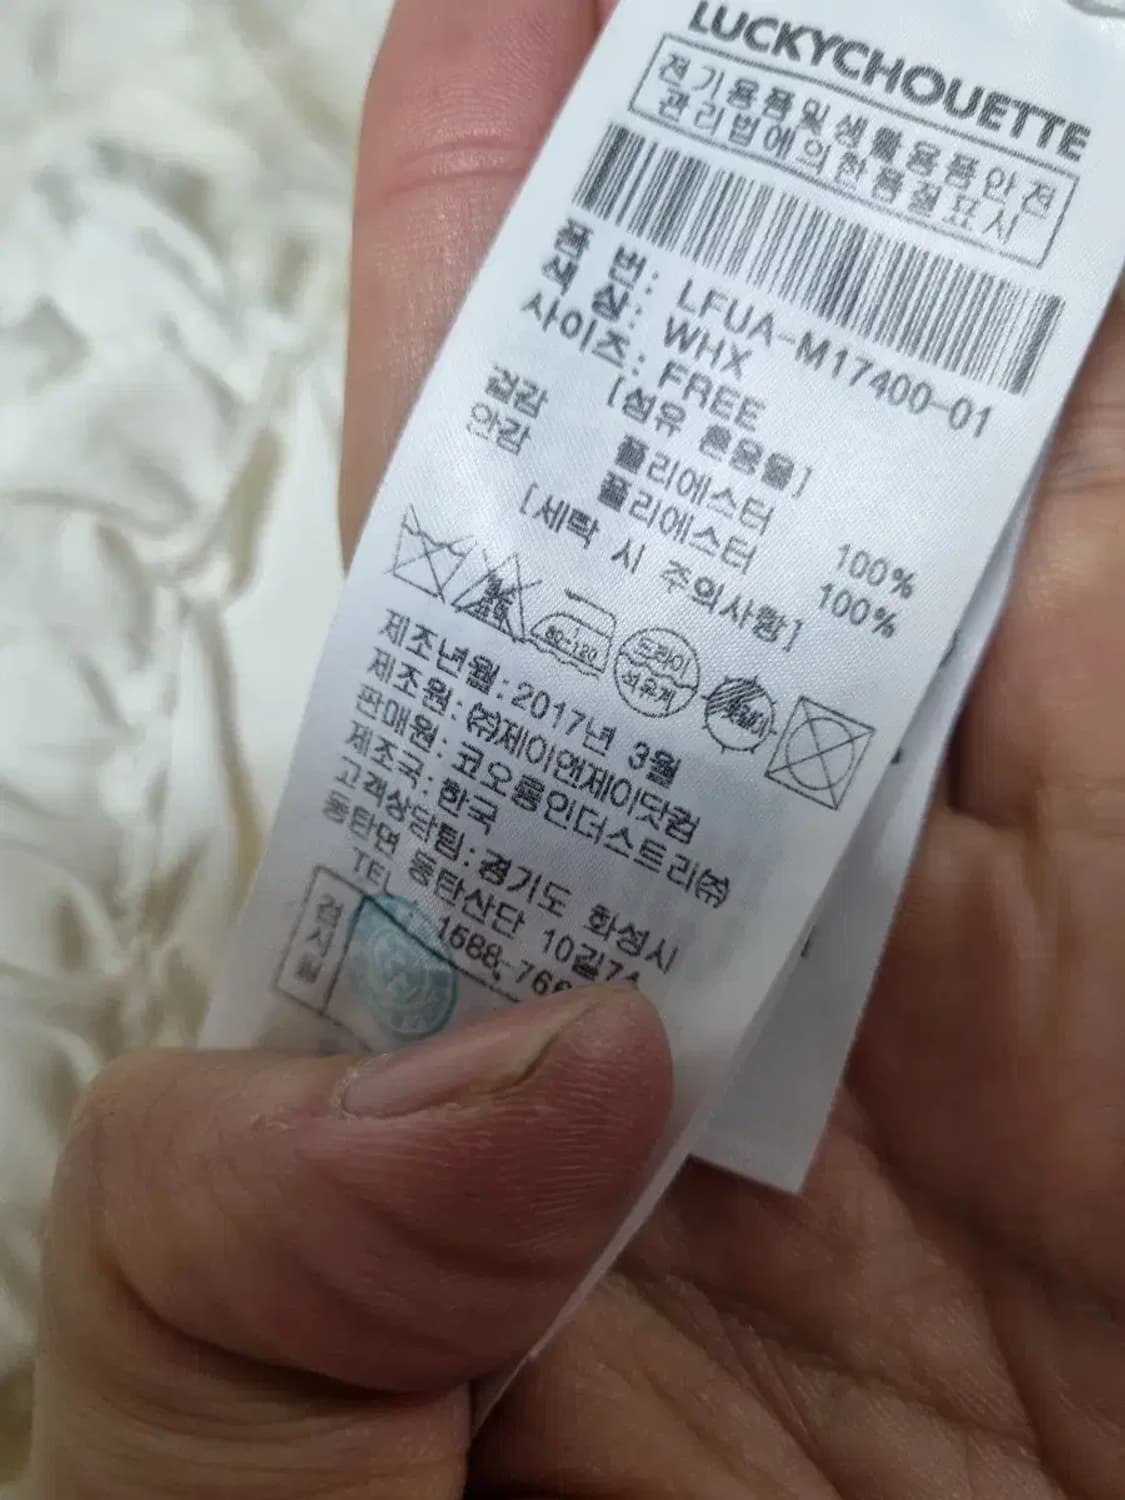 LUCKYCHOUETTE
전기용품및생활용품안전
관리법에의한품질표시
품 번: LFUA-M17400-01
색 상: WHX
사이즈: FREE
[섬유 혼용율]
겉감 폴리에스터 100%
안감 폴리에스터 100%
[세탁 시 주의사항]
80~120
드라이
석유계
제조년월: 2017년 3월
제조원: ㈜제이앤제이닷컴
판매원: 코오롱인더스트리㈜
제조국: 한국
고객상담팀: 경기도 화성시
동탄면 동탄산단 10길
TEL : 1588-766
검사필